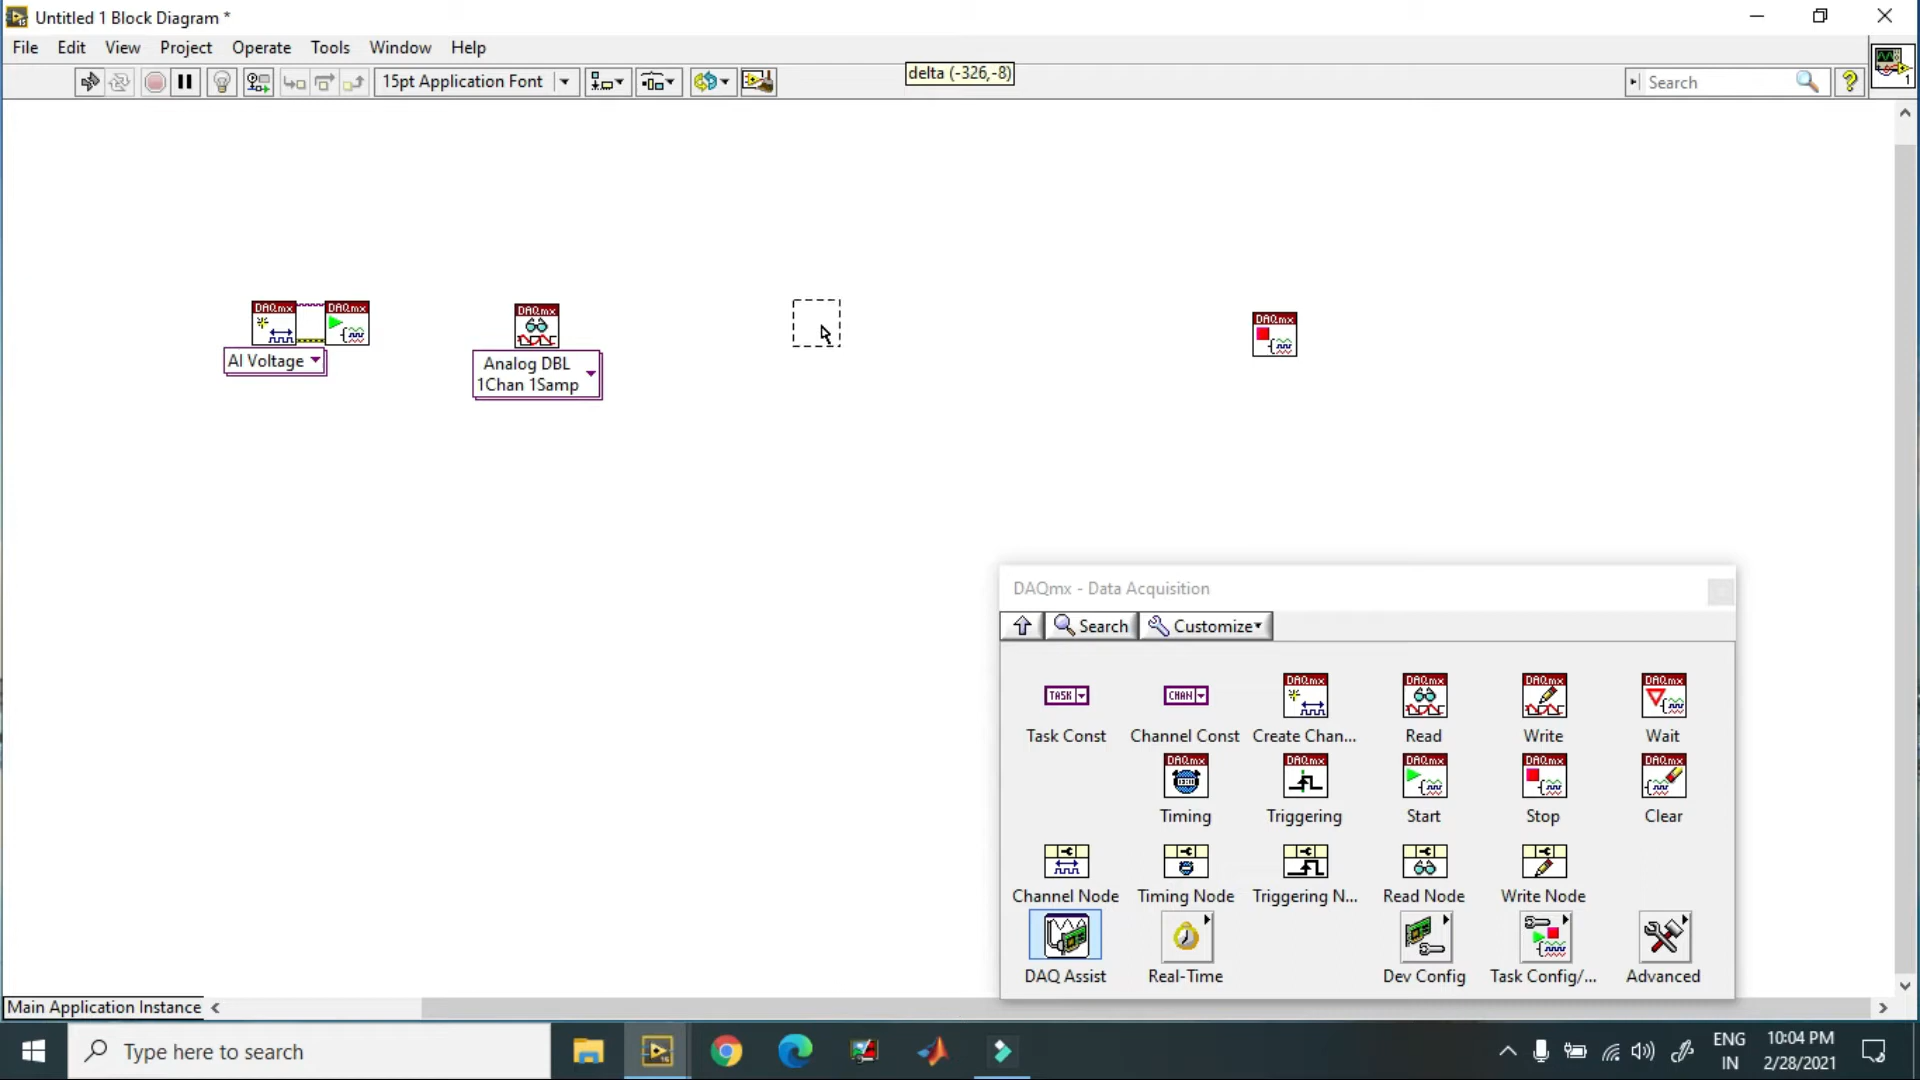 Untitled 1 Block Diagram *
File Edit View Project Operate Tools Window Help
15pt Application Font
delta (-326,-8)
Search
?
1
DAQmx DAQmx
AI Voltage
DAQmx
Analog DBL
1Chan 1Samp
DAQmx
DAQmx - Data Acquisition
Search Customize
TASK CHAN DAQmx DAQmx DAQmx DAQmx
Task Const Channel Const Create Chan... Read Write Wait
DAQmx DAQmx DAQmx DAQmx DAQmx
Timing Triggering Start Stop Clear
Channel Node Timing Node Triggering N... Read Node Write Node
DAQ Assist Real-Time Dev Config Task Config/... Advanced
Main Application Instance
Type here to search
ENG
IN
10:04 PM
2/28/2021